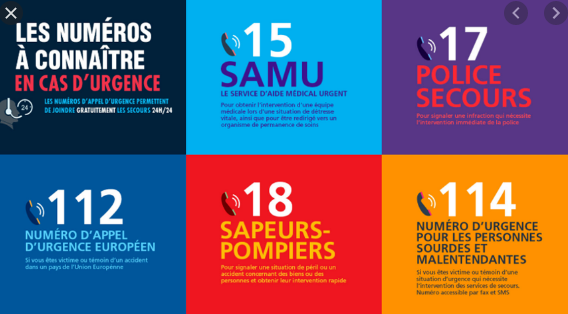 LES NUMÉROS
À CONNAÎTRE
EN CAS D'URGENCE
24
LES NUMÉROS D'APPEL D'URGENCE PERMETTENT
DE JOINDRE GRATUITEMENT LES SECOURS 24H/24
15
SAMU
LE SERVICE D'AIDE MÉDICAL URGENT
Pour obtenir l'intervention d'une équipe
médicale lors d'une situation de détresse
vitale, ainsi que pour être redirigé vers un
organisme de permanence de soins
17
POLICE
SECOURS
Pour signaler une infraction qui nécessite
l'intervention immédiate de la police
112
NUMÉRO D'APPEL
D'URGENCE EUROPÉEN
Si vous êtes victime ou témoin d'un accident
dans un pays de l'Union Européenne
18
SAPEURS-
POMPIERS
Pour signaler une situation de péril ou un
accident concernant des biens ou des
personnes et obtenir leur intervention rapide
114
NUMÉRO D'URGENCE
POUR LES PERSONNES
SOURDES ET
MALENTENDANTES
Si vous êtes victime ou témoin d'une
situation d'urgence qui nécessite
l'intervention des services de secours.
Numéro accessible par fax et SMS